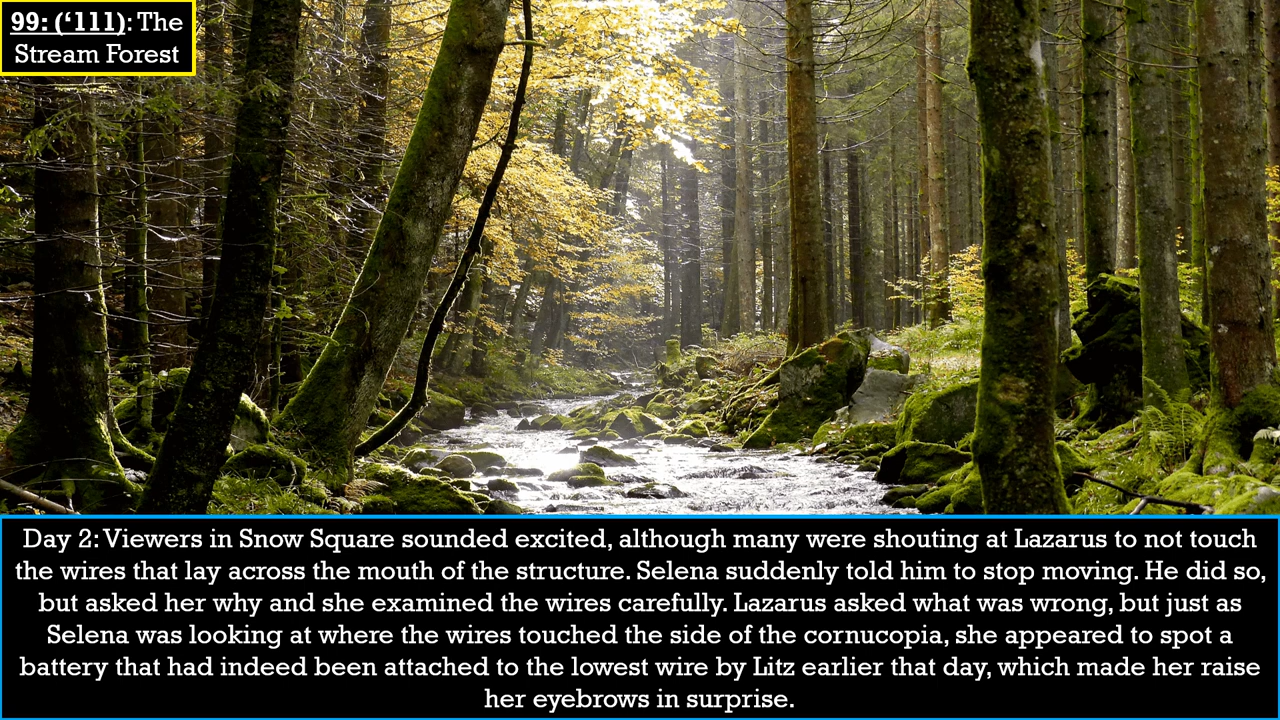 99: (‘111): The
Stream Forest
Day 2: Viewers in Snow Square sounded excited, although many were shouting at Lazarus to not touch
the wires that lay across the mouth of the structure. Selena suddenly told him to stop moving. He did so,
but asked her why and she examined the wires carefully. Lazarus asked what was wrong, but just as
Selena was looking at where the wires touched the side of the cornucopia, she appeared to spot a
battery that had indeed been attached to the lowest wire by Litz earlier that day, which made her raise
her eyebrows in surprise.